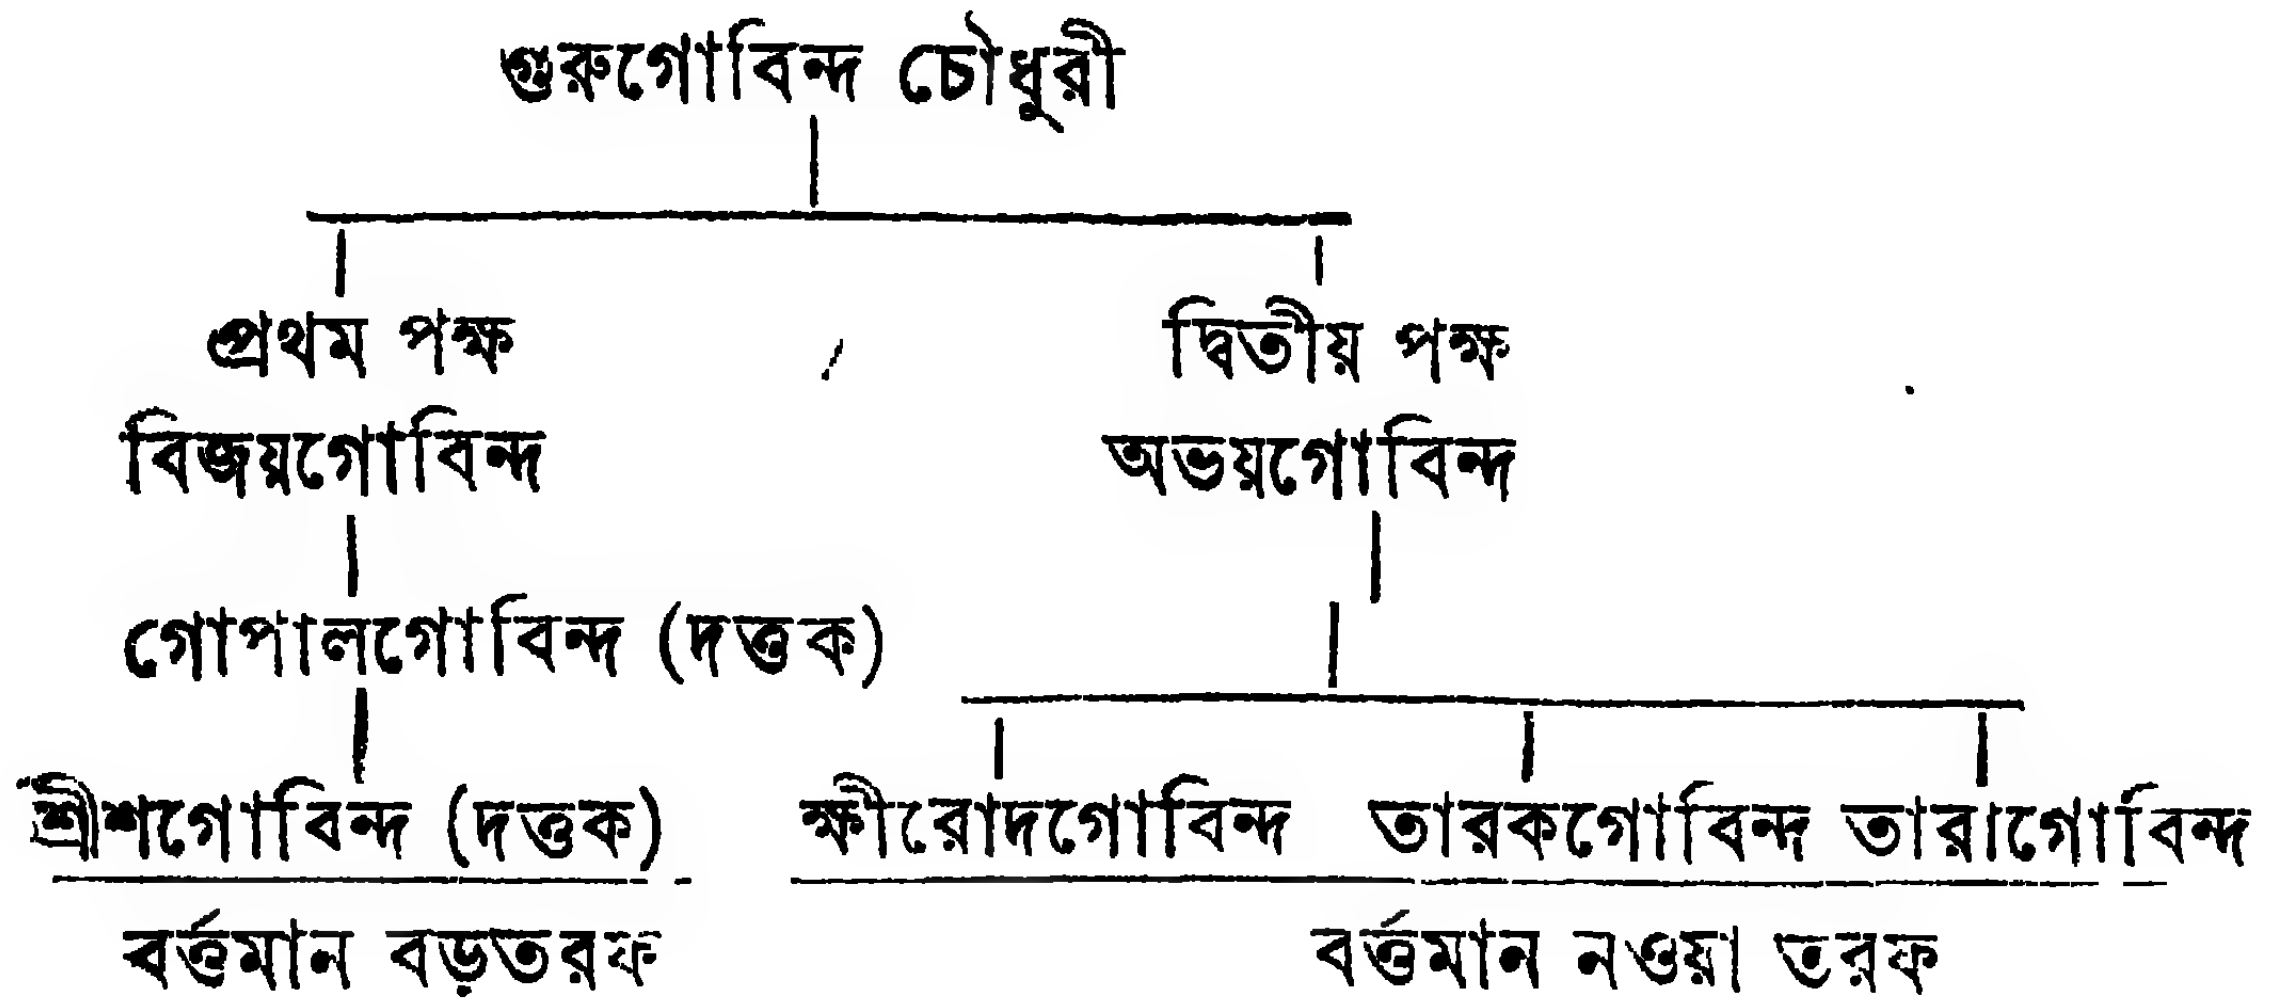 গুরুগোবিন্দ চৌধুরী
প্রথম পক্ষ দ্বিতীয় পক্ষ
বিজয়গোবিন্দ অভয়গোবিন্দ
গোপালগোবিন্দ (দত্তক)
শ্রীশগোবিন্দ (দত্তক) ক্ষীরোদগোবিন্দ তারকগোবিন্দ তারাগোবিন্দ
বর্ত্তমান বড়তরফ বর্ত্তমান নওয়া তরফ